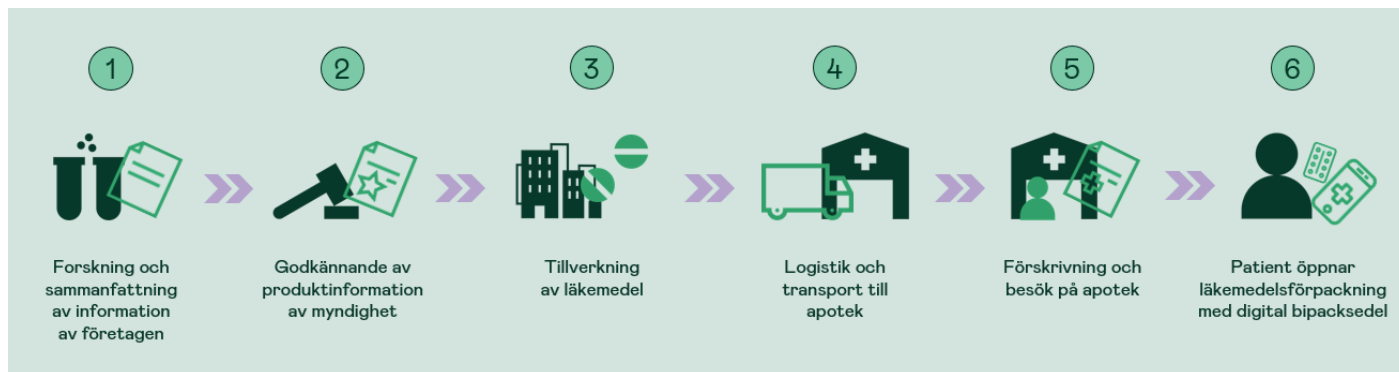 1
Forskning och
sammanfattning
av information
av företagen
2
Godkännande av
produktinformation
av myndighet
3
Tillverkning
av läkemedel
4
Logistik och
transport till
apotek
5
Förskrivning och
besök på apotek
6
Patient öppnar
läkemedelsförpackning
med digital bipacksedel